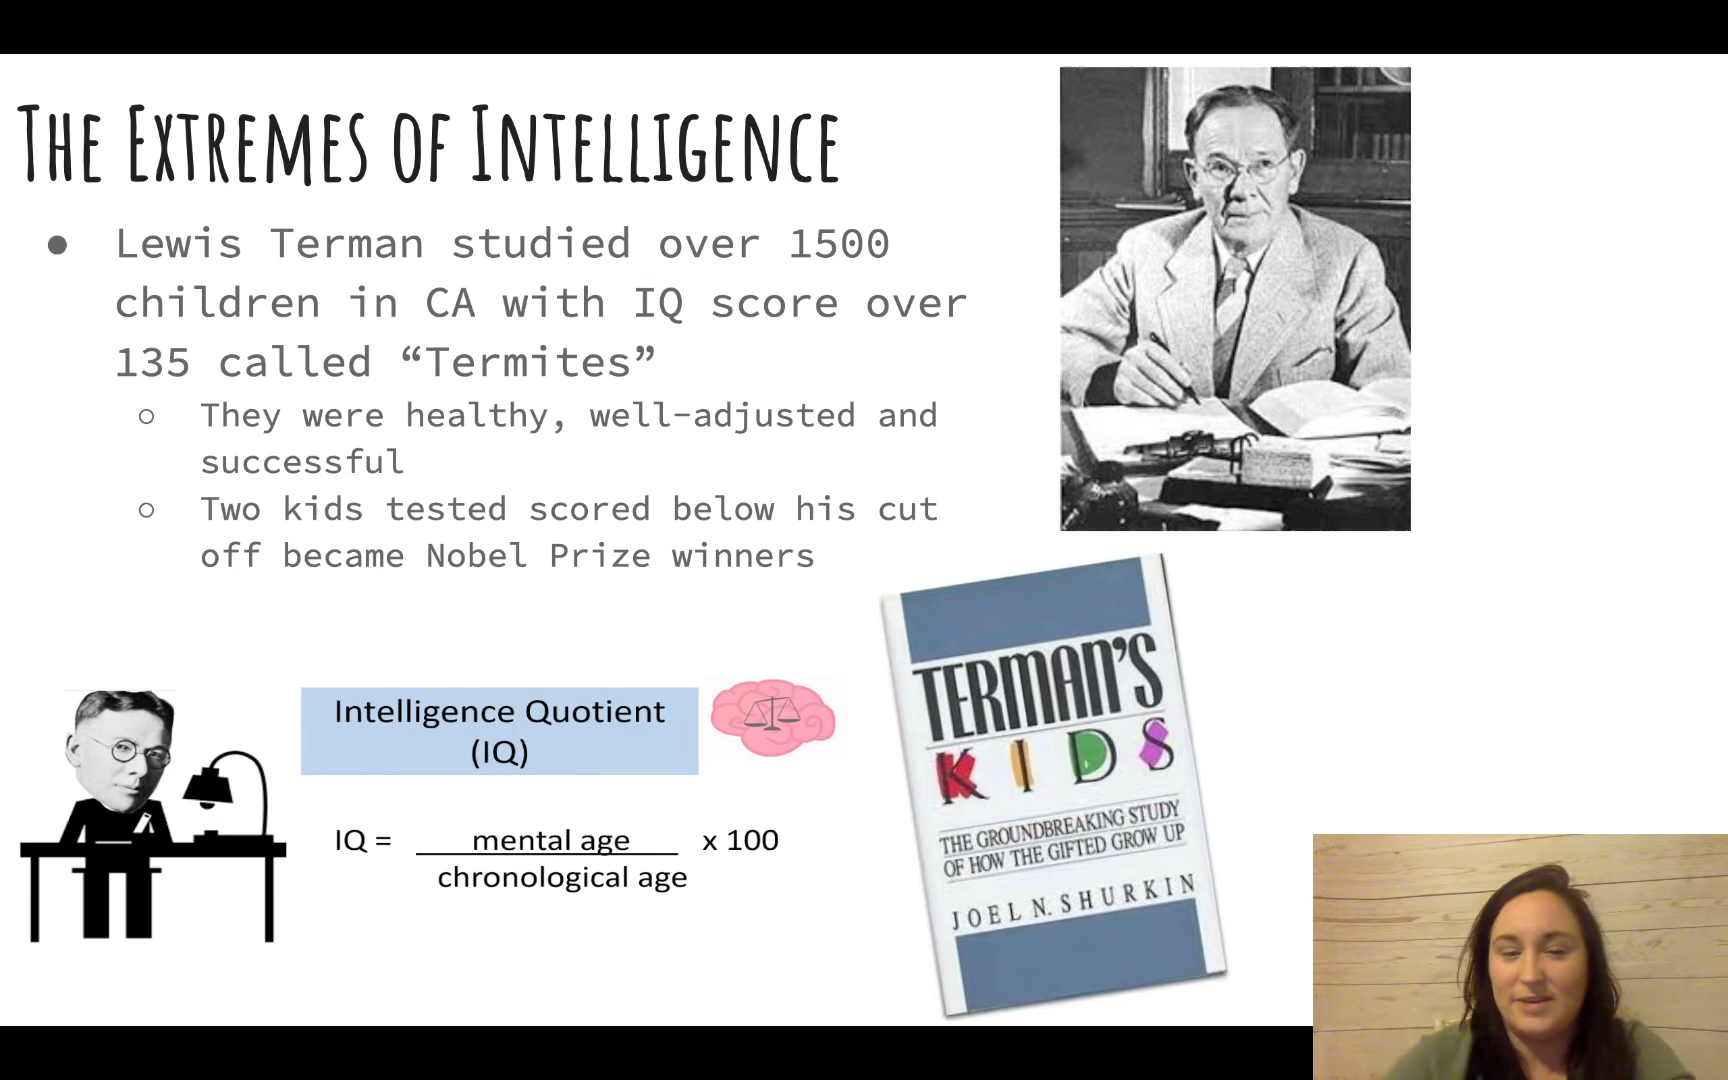 THE EXTREMES OF INTELLIGENCE
● Lewis Terman studied over 1500
children in CA with IQ score over
135 called “Termites”
○ They were healthy, well-adjusted and
successful
○ Two kids tested scored below his cut
off became Nobel Prize winners
Intelligence Quotient
(IQ)
IQ = mental age x 100
chronological age
TERMAN'S
KIDS
THE GROUNDBREAKING STUDY
OF HOW THE GIFTED GROW UP
JOEL N. SHURKIN